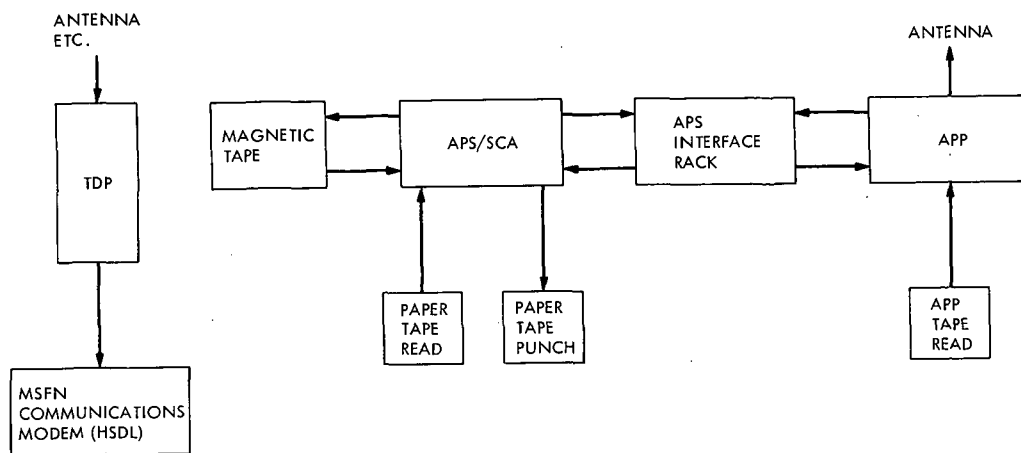 ANTENNA
ETC.
TDP
MSFN
COMMUNICATIONS
MODEM (HSDL)
MAGNETIC
TAPE
APS/SCA
APS
INTERFACE
RACK
ANTENNA
APP
PAPER
TAPE
READ
PAPER
TAPE
PUNCH
APP
TAPE
READ